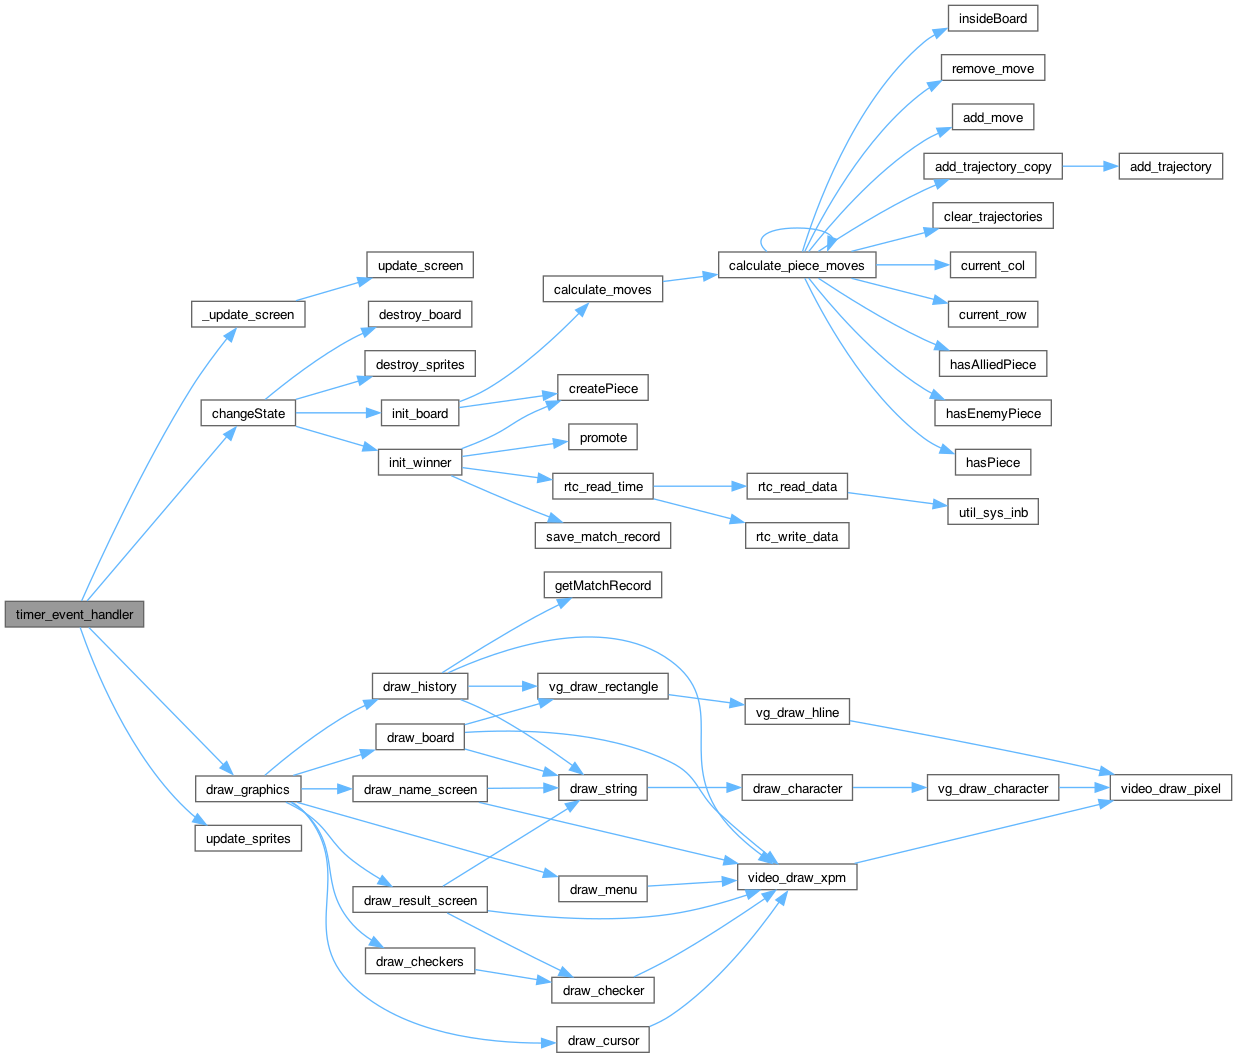 insideBoard
remove_move
add_move
add_trajectory_copy
add_trajectory
clear_trajectories
update_screen
calculate_piece_moves
current_col
calculate_moves
_update_screen
destroy_board
current_row
destroy_sprites
hasAlliedPiece
createPiece
changeState
init_board
hasEnemyPiece
promote
init_winner
hasPiece
rtc_read_time
rtc_read_data
util_sys_inb
save_match_record
rtc_write_data
getMatchRecord
timer_event_handler
draw_history
vg_draw_rectangle
vg_draw_hline
draw_board
draw_graphics
draw_name_screen
draw_string
draw_character
vg_draw_character
video_draw_pixel
update_sprites
draw_menu
video_draw_xpm
draw_result_screen
draw_checkers
draw_checker
draw_cursor